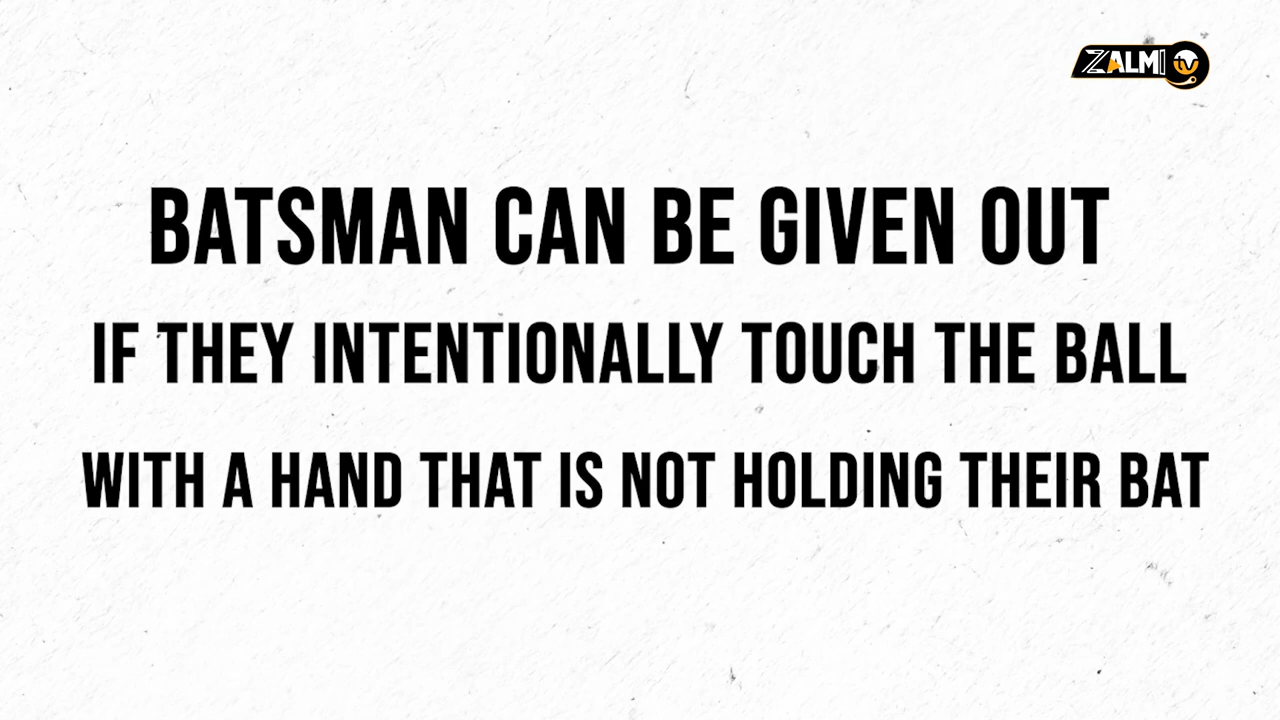 ZALMI tv
BATSMAN CAN BE GIVEN OUT
IF THEY INTENTIONALLY TOUCH THE BALL
WITH A HAND THAT IS NOT HOLDING THEIR BAT